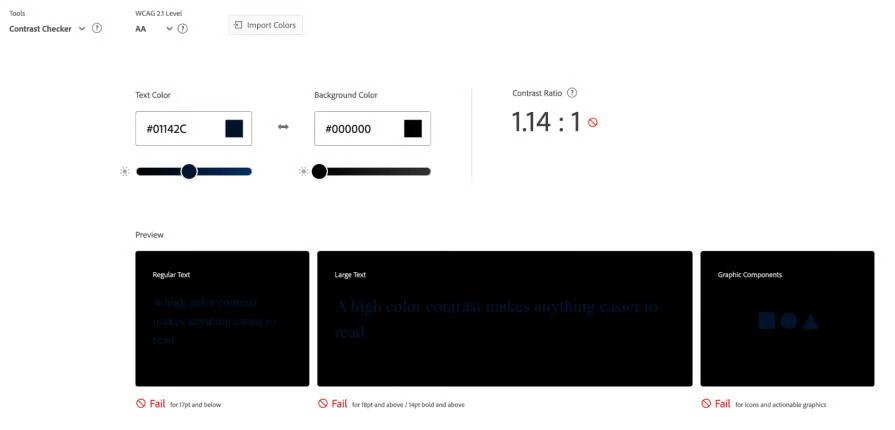 Tools
WCAG 2.1 Level
Contrast Checker
AA
Import Colors
Text Color
Background Color
Contrast Ratio
#01142C
#000000
1.14 : 1
Preview
Regular Text
A high color contrast
makes anything easier to
read
Large Text
A high color contrast makes anything easier to
read
Graphic Components
Fail for 17pt and below
Fail for 18pt and above / 14pt bold and above
Fail for icons and actionable graphics